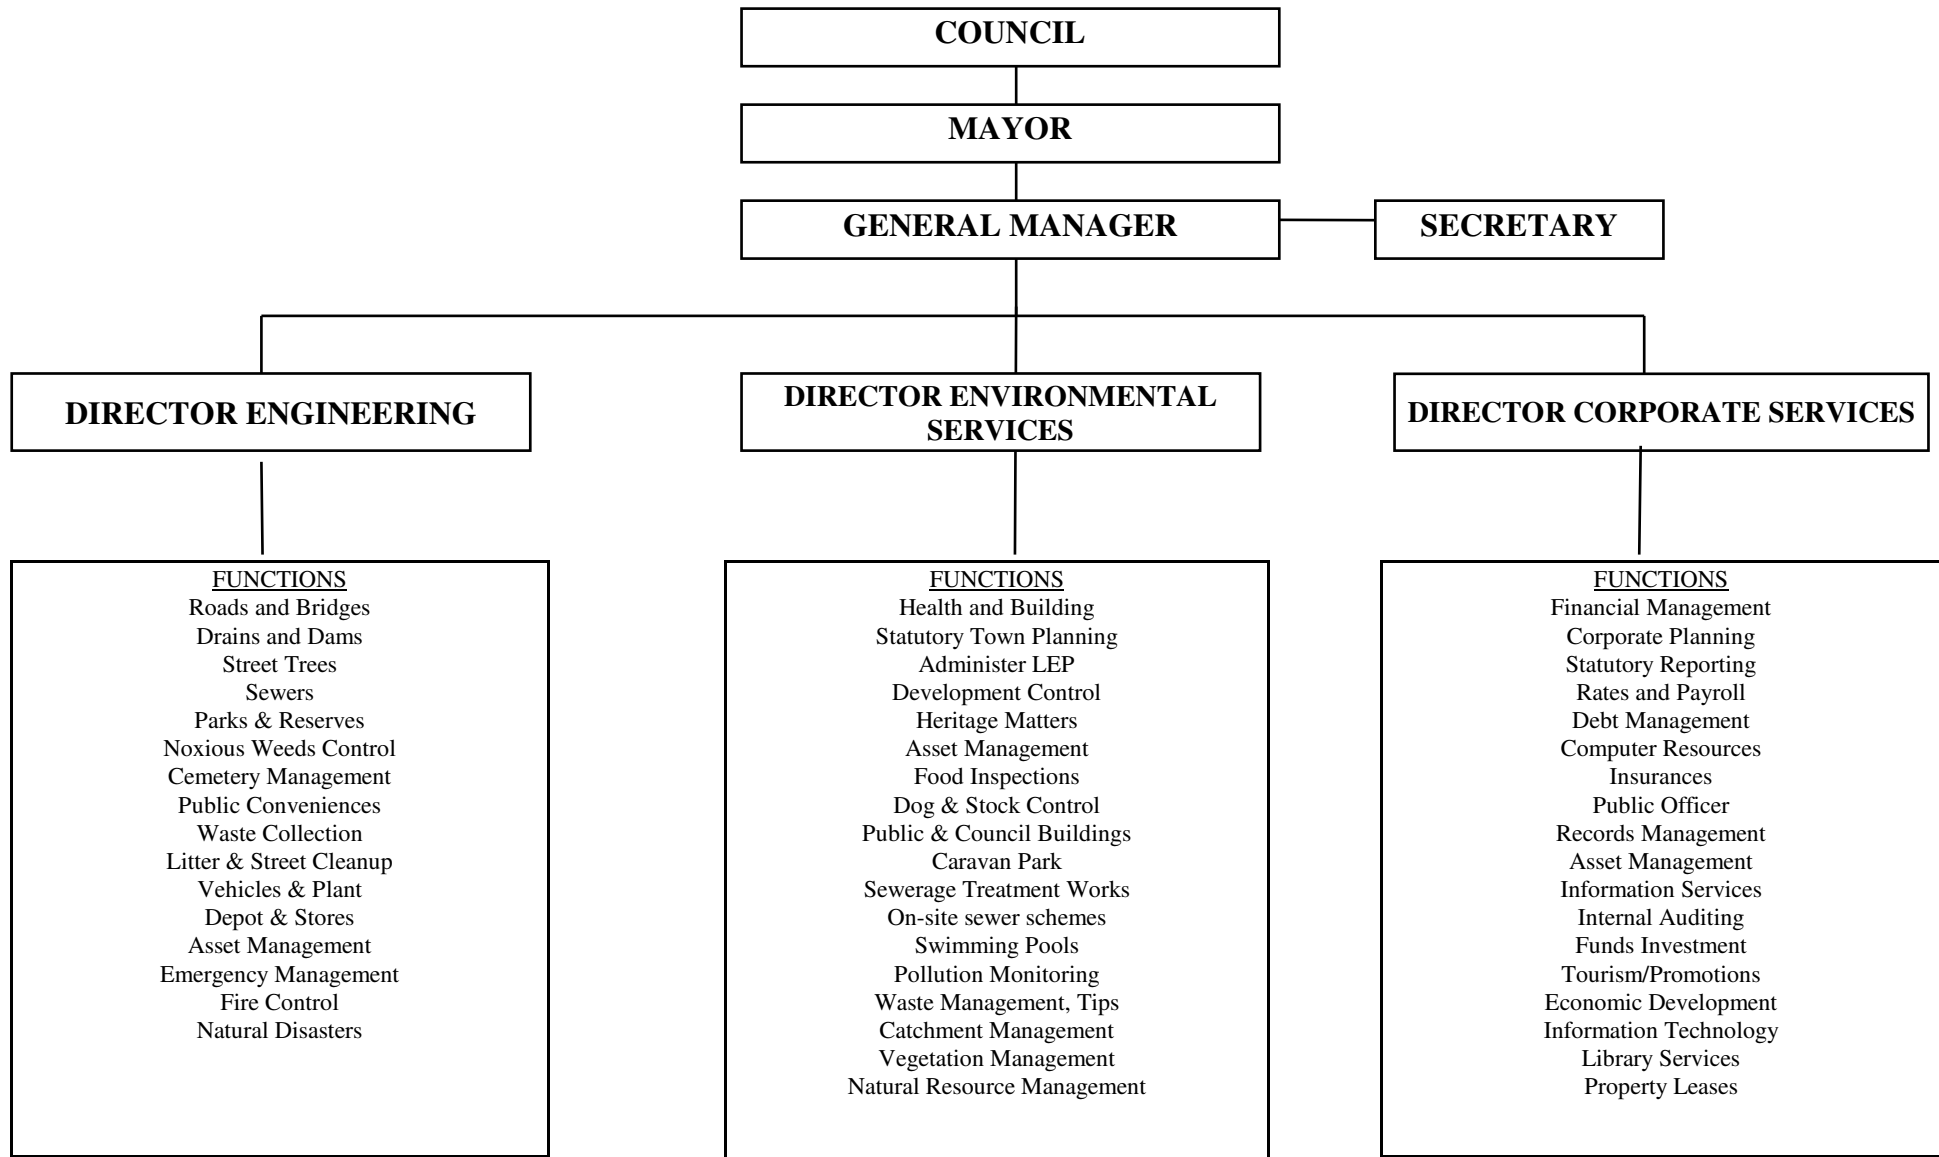 COUNCIL
MAYOR
GENERAL MANAGER
SECRETARY
DIRECTOR ENGINEERING
DIRECTOR ENVIRONMENTAL
SERVICES
DIRECTOR CORPORATE SERVICES
FUNCTIONS
Roads and Bridges
Drains and Dams
Street Trees
Sewers
Parks & Reserves
Noxious Weeds Control
Cemetery Management
Public Conveniences
Waste Collection
Litter & Street Cleanup
Vehicles & Plant
Depot & Stores
Asset Management
Emergency Management
Fire Control
Natural Disasters
FUNCTIONS
Health and Building
Statutory Town Planning
Administer LEP
Development Control
Heritage Matters
Asset Management
Food Inspections
Dog & Stock Control
Public & Council Buildings
Caravan Park
Sewerage Treatment Works
On-site sewer schemes
Swimming Pools
Pollution Monitoring
Waste Management, Tips
Catchment Management
Vegetation Management
Natural Resource Management
FUNCTIONS
Financial Management
Corporate Planning
Statutory Reporting
Rates and Payroll
Debt Management
Computer Resources
Insurances
Public Officer
Records Management
Asset Management
Information Services
Internal Auditing
Funds Investment
Tourism/Promotions
Economic Development
Information Technology
Library Services
Property Leases